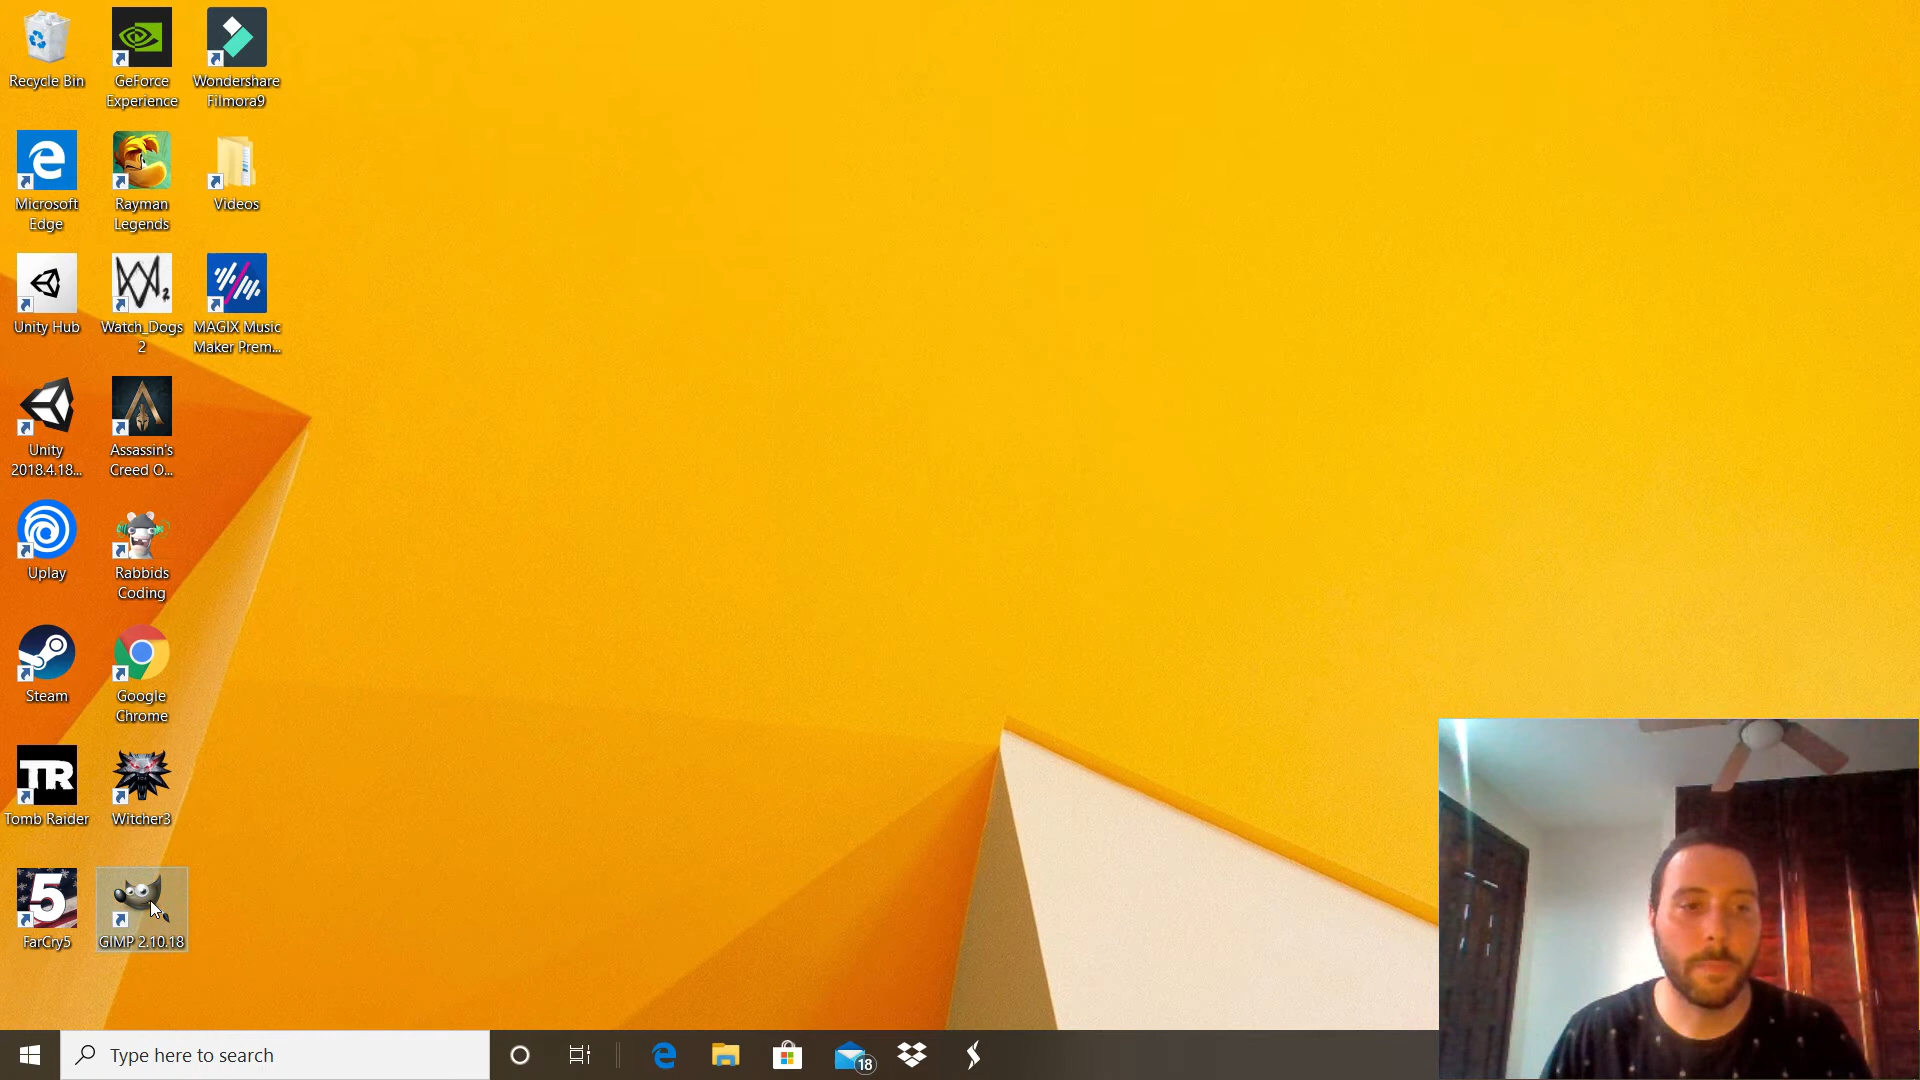 Recycle Bin
GeForce
Experience
Wondershare
Filmora9
Microsoft
Edge
Rayman
Legends
Videos
Unity Hub
Watch_Dogs
2
2
MAGIX Music
Maker Prem...
Unity
2018.4.18...
Assassin's
Creed O...
Uplay
Rabbids
Coding
Steam
Google
Chrome
TR
Tomb Raider
Witcher3
5
FarCry5
GIMP 2.10.18
Type here to search
18